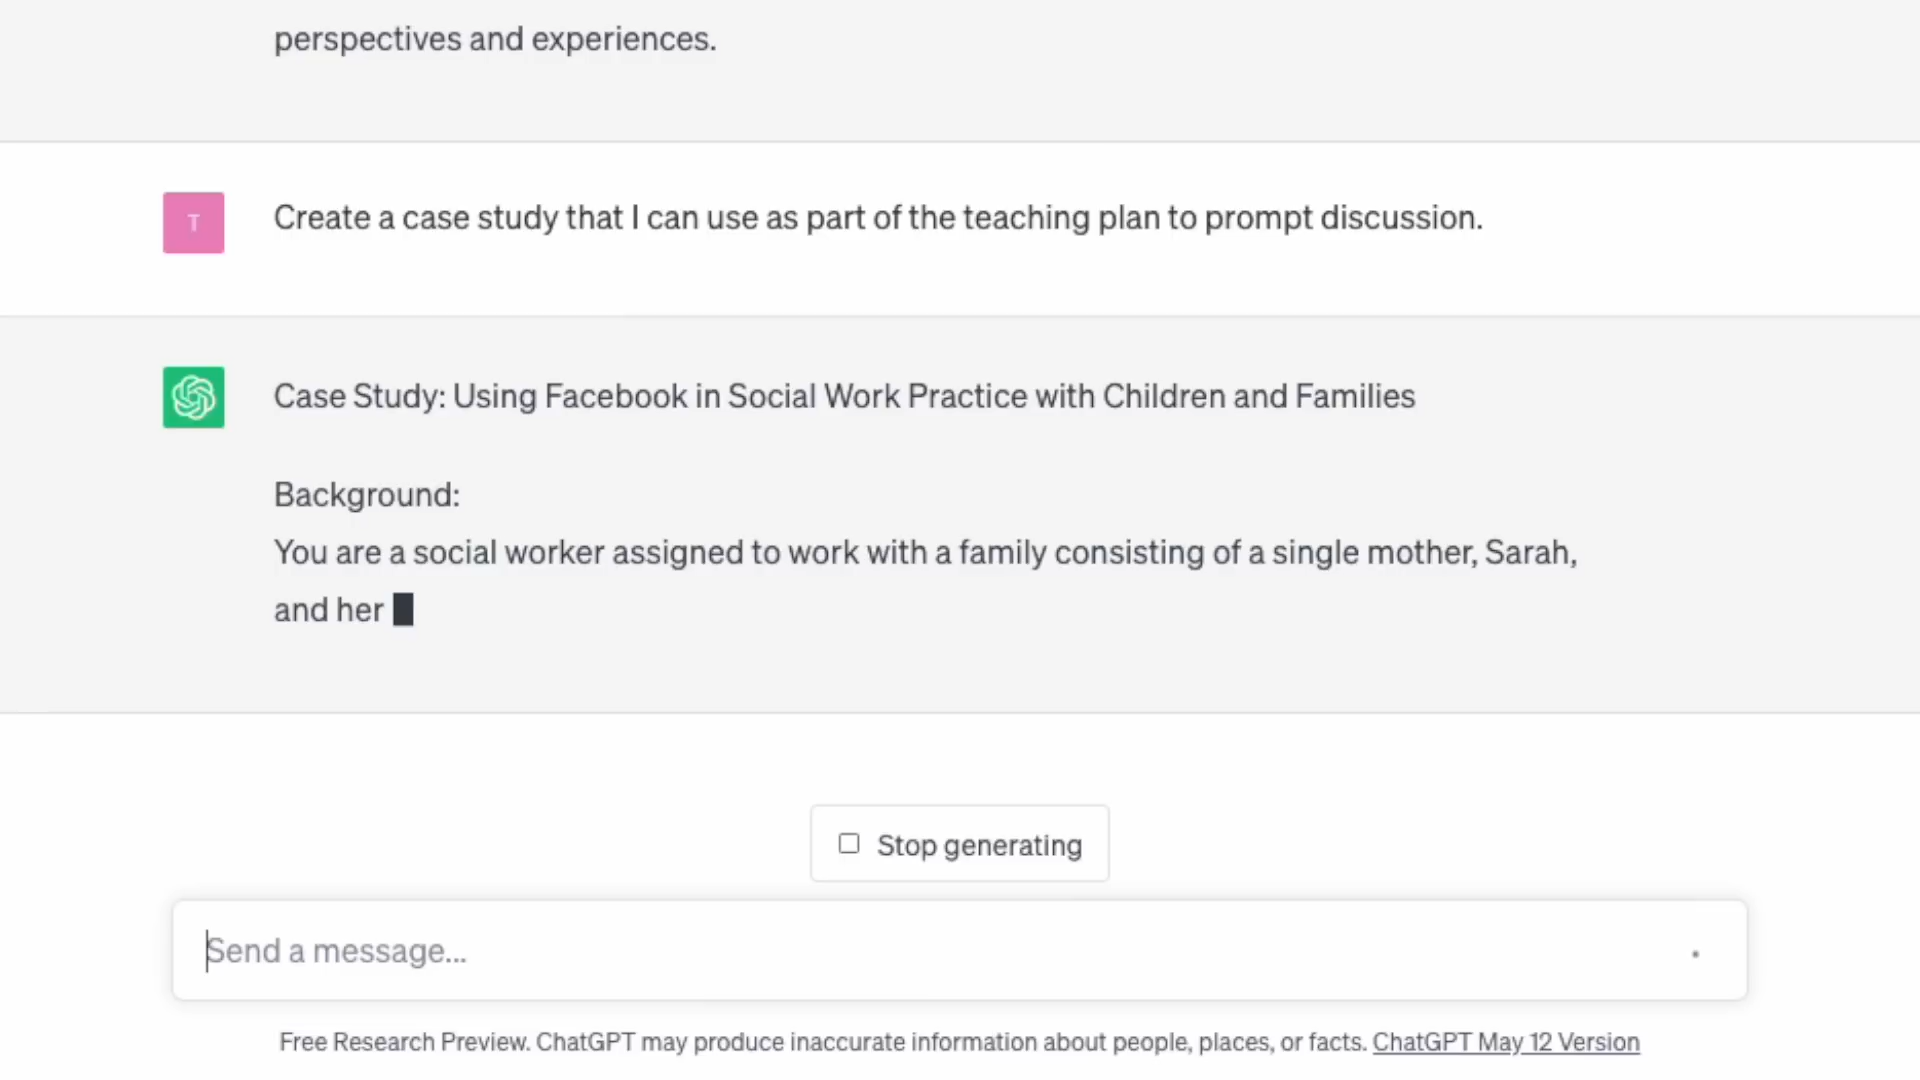 perspectives and experiences.
T
Create a case study that I can use as part of the teaching plan to prompt discussion.
Case Study: Using Facebook in Social Work Practice with Children and Families
Background:
You are a social worker assigned to work with a family consisting of a single mother, Sarah,
and her
Stop generating
Send a message...
Free Research Preview. ChatGPT may produce inaccurate information about people, places, or facts. ChatGPT May 12 Version